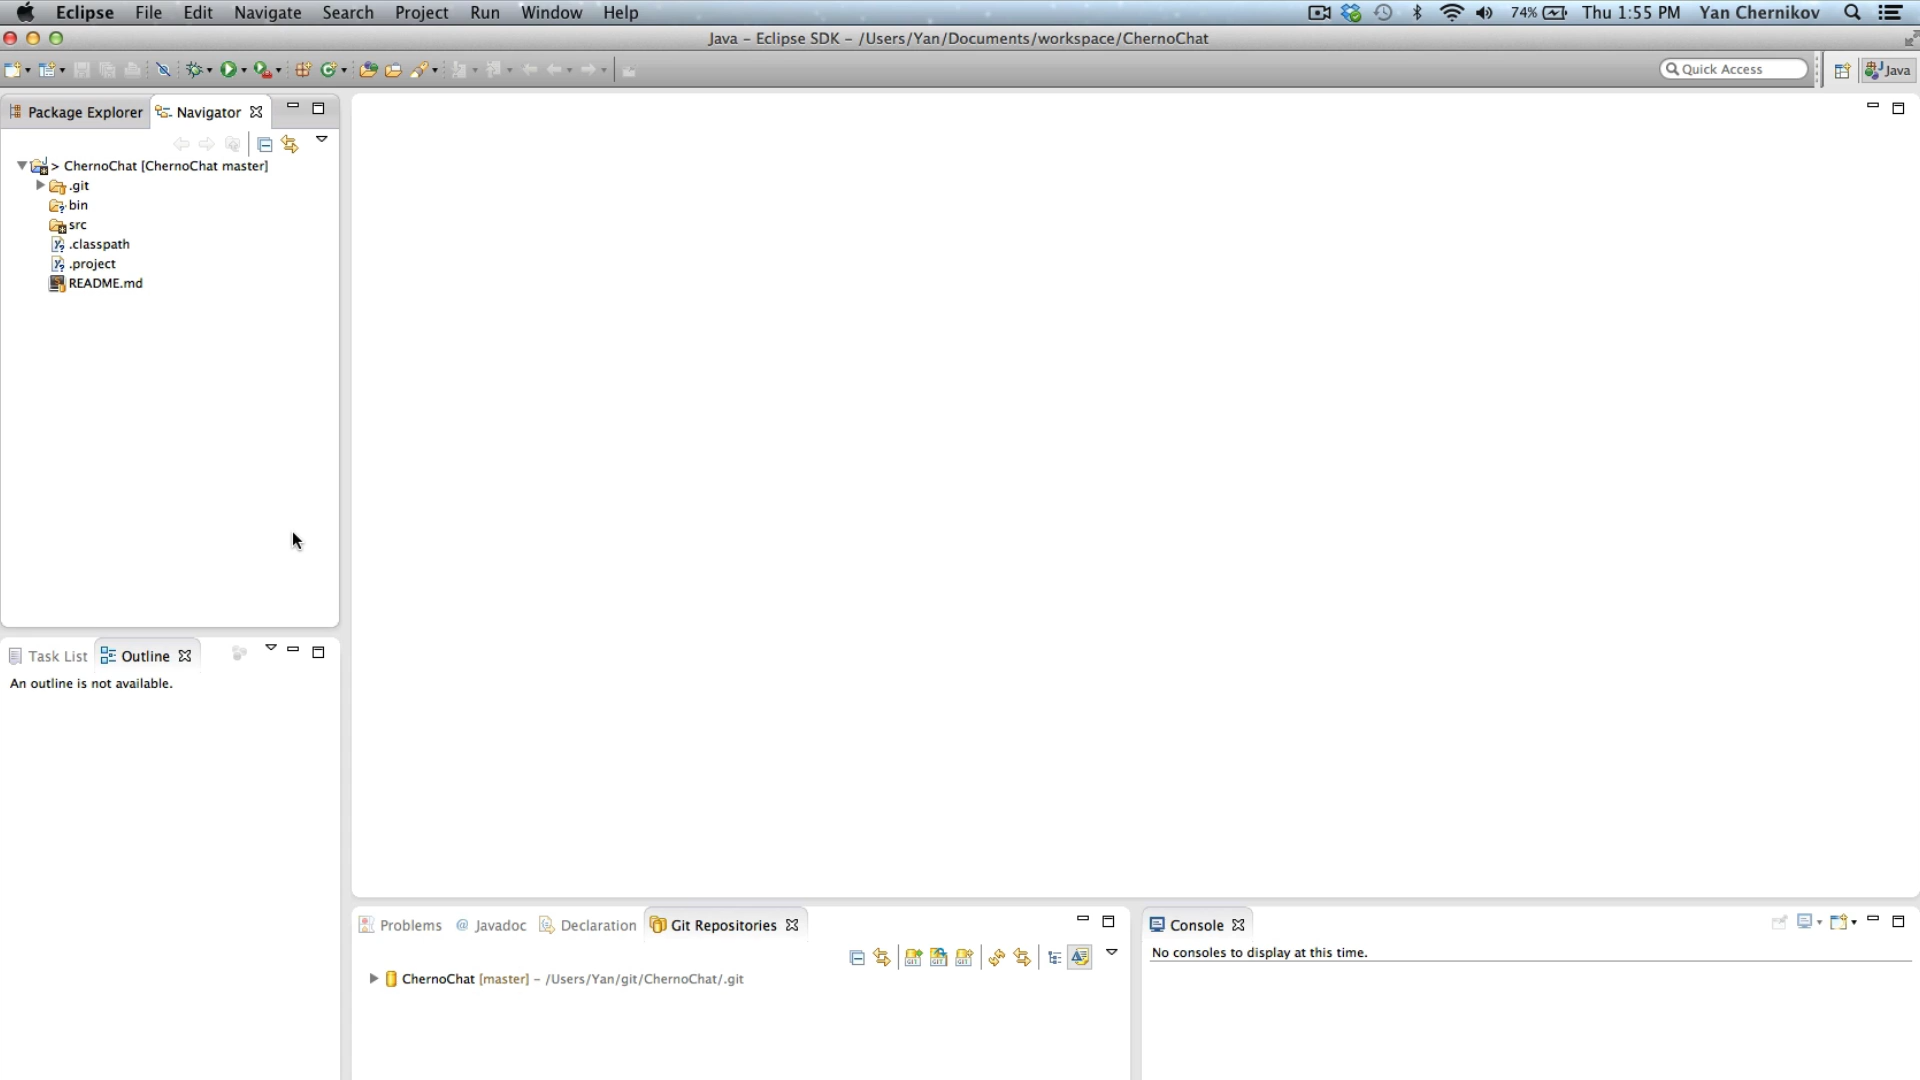 Eclipse File Edit Navigate Search Project Run Window Help 74% Thu 1:55 PM Yan Chernikov
Java – Eclipse SDK – /Users/Yan/Documents/workspace/ChernoChat
Quick Access Java
Package Explorer Navigator
> ChernoChat [ChernoChat master]
.git
bin
src
.classpath
.project
README.md
Task List Outline
An outline is not available.
Problems @ Javadoc Declaration Git Repositories
ChernoChat [master] – /Users/Yan/git/ChernoChat/.git
Console
No consoles to display at this time.